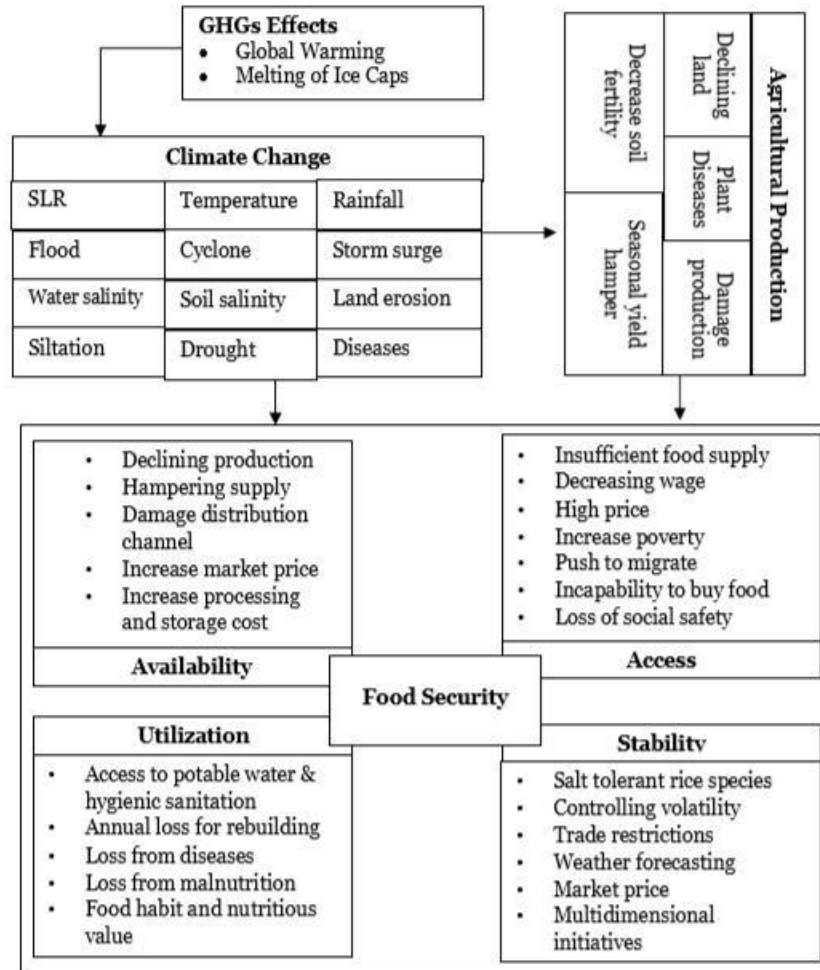 GHGs Effects
• Global Warming
• Melting of Ice Caps
Climate Change
SLR
Temperature
Rainfall
Flood
Cyclone
Storm surge
Water salinity
Soil salinity
Land erosion
Siltation
Drought
Diseases
Agricultural Production
Declining
land
Plant
Diseases
Damage
production
Decrease soil
fertility
Seasonal yield
hamper
• Declining production
• Hampering supply
• Damage distribution
channel
• Increase market price
• Increase processing
and storage cost
Availability
• Insufficient food supply
• Decreasing wage
• High price
• Increase poverty
• Push to migrate
• Incapability to buy food
• Loss of social safety
Access
Food Security
Utilization
• Access to potable water &
hygienic sanitation
• Annual loss for rebuilding
• Loss from diseases
• Loss from malnutrition
• Food habit and nutritious
value
Stability
• Salt tolerant rice species
• Controlling volatility
• Trade restrictions
• Weather forecasting
• Market price
• Multidimensional
initiatives